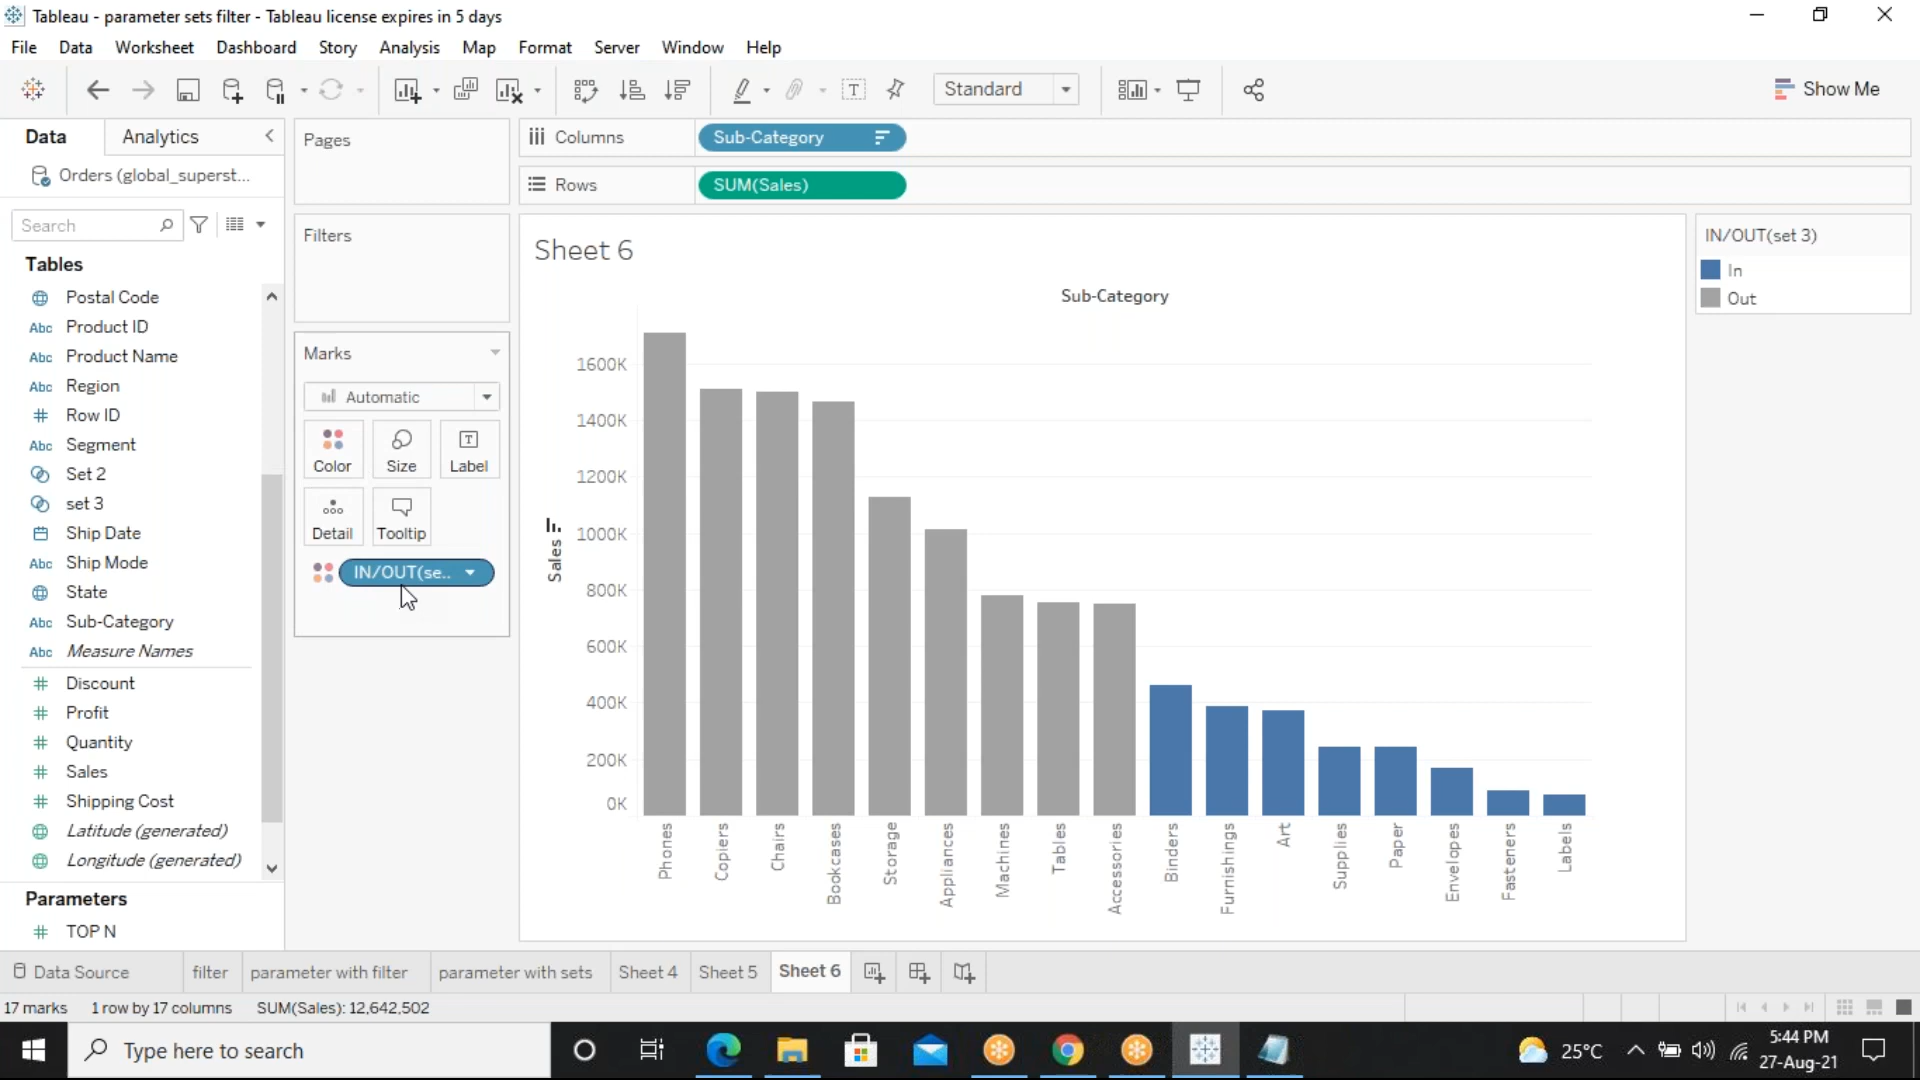 Tableau - parameter sets filter - Tableau license expires in 5 days
File Data Worksheet Dashboard Story Analysis Map Format Server Window Help
Standard
Show Me
Data Analytics
Orders (global_superst...
Search
Tables
Postal Code
Product ID
Product Name
Region
Row ID
Segment
Set 2
set 3
Ship Date
Ship Mode
State
Sub-Category
Measure Names
Discount
Profit
Quantity
Sales
Shipping Cost
Latitude (generated)
Longitude (generated)
Parameters
TOP N
Pages
Filters
Marks
Automatic
Color Size Label
Detail Tooltip
IN/OUT(se..
Columns Sub-Category
Rows SUM(Sales)
Sheet 6
Sub-Category
Sales
1600K
1400K
1200K
1000K
800K
600K
400K
200K
0K
Phones Copiers Chairs Bookcases Storage Appliances Machines Tables Accessories Binders Furnishings Art Supplies Paper Envelopes Fasteners Labels
IN/OUT(set 3)
In
Out
Data Source filter parameter with filter parameter with sets Sheet 4 Sheet 5 Sheet 6
17 marks 1 row by 17 columns SUM(Sales): 12,642,502
Type here to search
25°C
5:44 PM
27-Aug-21